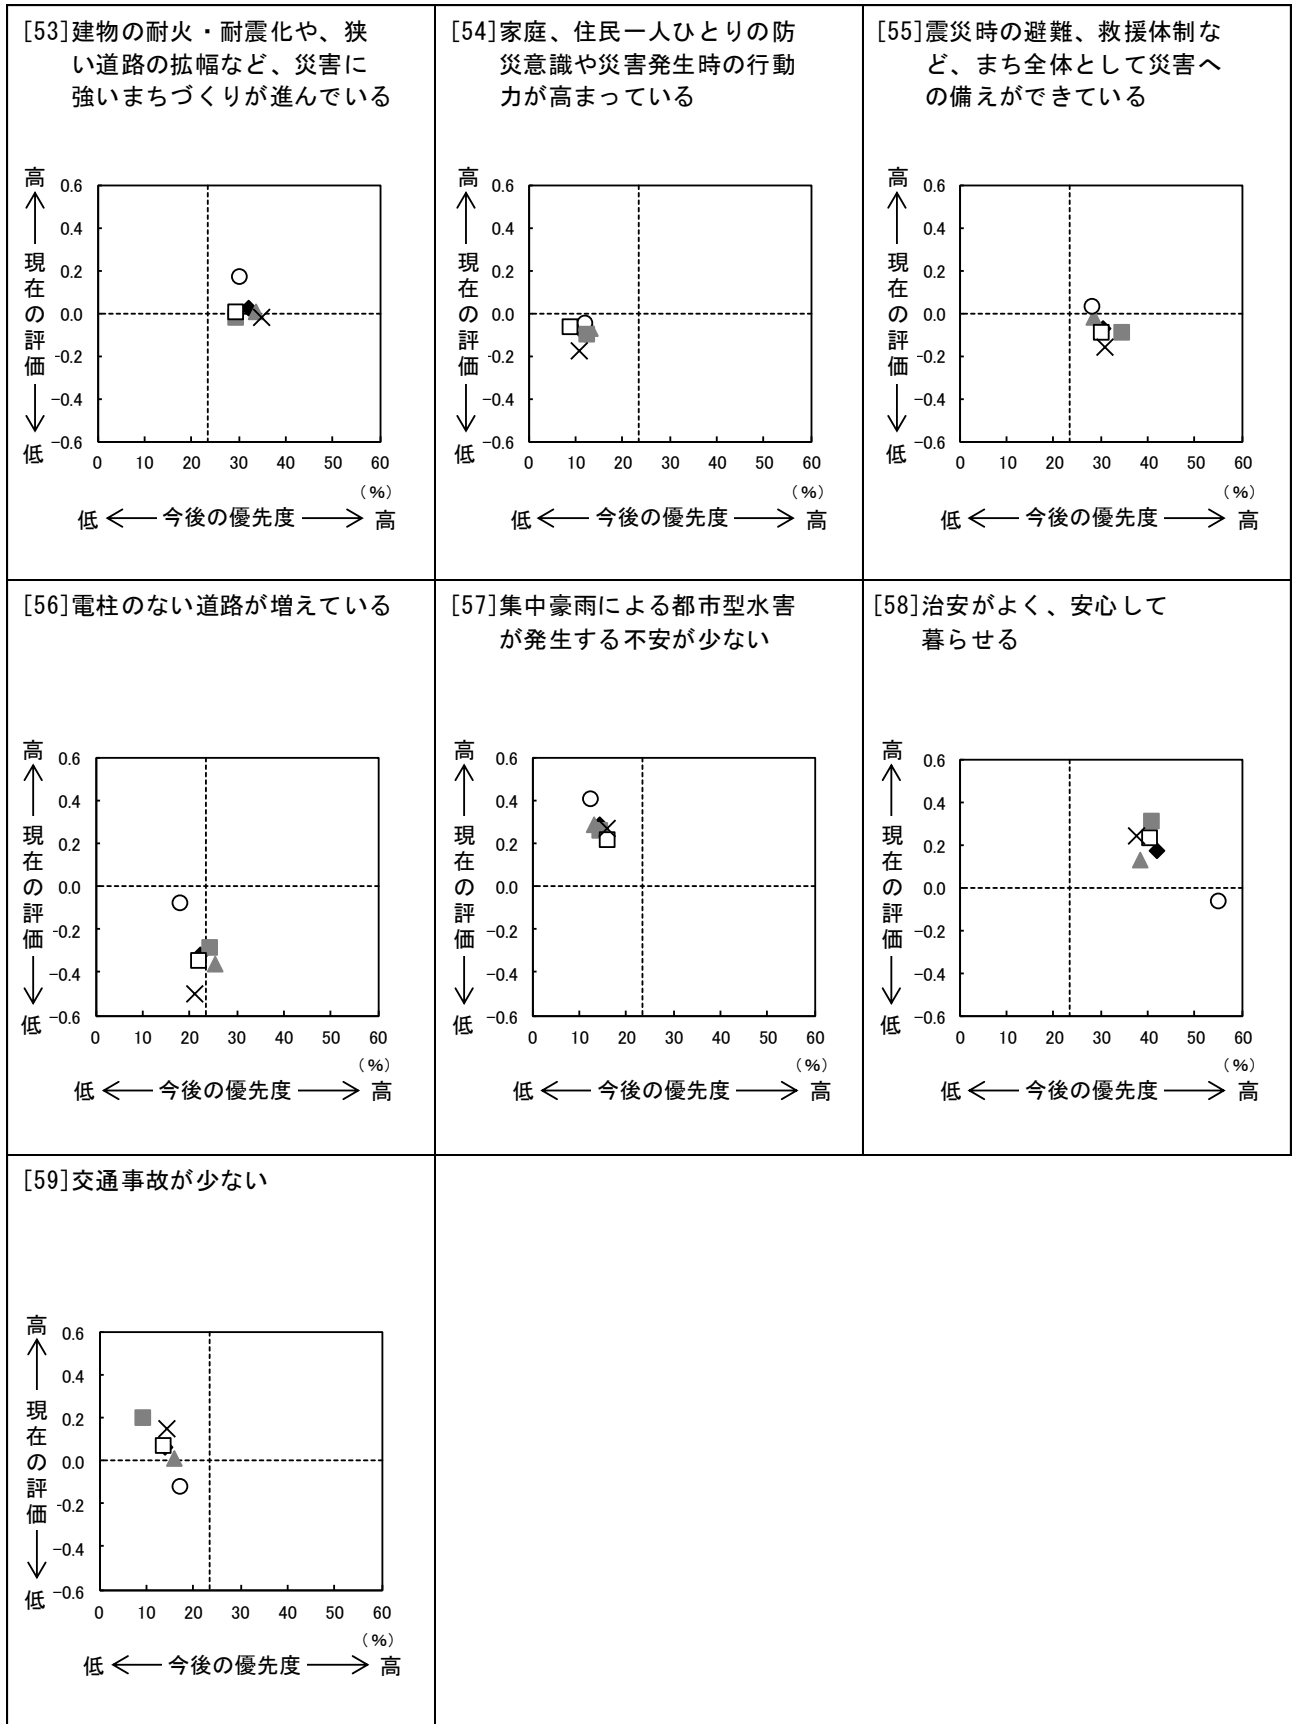 [53]建物の耐火・耐震化や、狭
い道路の拡幅など、災害に
強いまちづくりが進んでいる
高
0.6
0.4
0.2
0.0
-0.2
-0.4
-0.6
現在の評価
低
0 10 20 30 40 50 60
(%)
低 今後の優先度 高
[54]家庭、住民一人ひとりの防
災意識や災害発生時の行動
力が高まっている
高
0.6
0.4
0.2
0.0
-0.2
-0.4
-0.6
現在の評価
低
0 10 20 30 40 50 60
(%)
低 今後の優先度 高
[55]震災時の避難、救援体制な
ど、まち全体として災害へ
の備えができている
高
0.6
0.4
0.2
0.0
-0.2
-0.4
-0.6
現在の評価
低
0 10 20 30 40 50 60
(%)
低 今後の優先度 高
[56]電柱のない道路が増えている
高
0.6
0.4
0.2
0.0
-0.2
-0.4
-0.6
現在の評価
低
0 10 20 30 40 50 60
(%)
低 今後の優先度 高
[57]集中豪雨による都市型水害
が発生する不安が少ない
高
0.6
0.4
0.2
0.0
-0.2
-0.4
-0.6
現在の評価
低
0 10 20 30 40 50 60
(%)
低 今後の優先度 高
[58]治安がよく、安心して
暮らせる
高
0.6
0.4
0.2
0.0
-0.2
-0.4
-0.6
現在の評価
低
0 10 20 30 40 50 60
(%)
低 今後の優先度 高
[59]交通事故が少ない
高
0.6
0.4
0.2
0.0
-0.2
-0.4
-0.6
現在の評価
低
0 10 20 30 40 50 60
(%)
低 今後の優先度 高